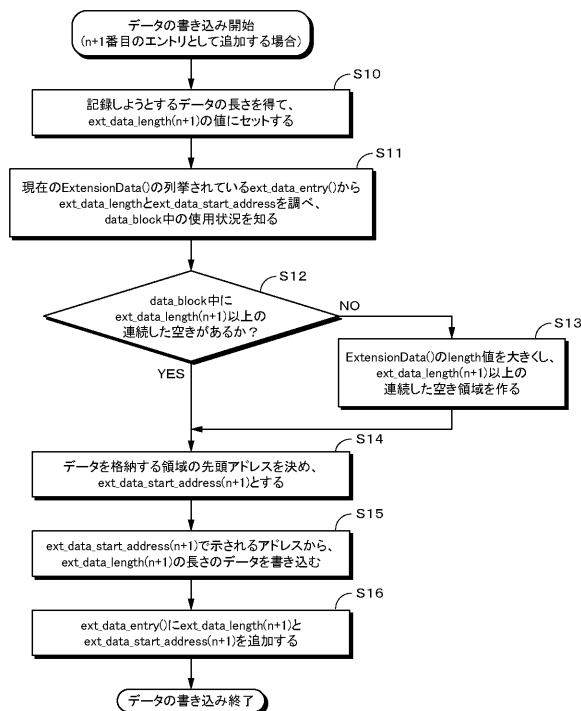 データの書き込み開始
(n+1番目のエントリとして追加する場合)
S10
記録しようとするデータの長さを得て、
ext_data_length(n+1)の値にセットする
S11
現在のExtensionData()の列挙されているext_data_entry()から
ext_data_lengthとext_data_start_addressを調べ、
data_block中の使用状況を知る
S12
data_block中に
ext_data_length(n+1)以上の
連続した空きがあるか？
NO
YES
S13
ExtensionData()のlength値を大きくし、
ext_data_length(n+1)以上の
連続した空き領域を作る
S14
データを格納する領域の先頭アドレスを決め、
ext_data_start_address(n+1)とする
S15
ext_data_start_address(n+1)で示されるアドレスから、
ext_data_length(n+1)の長さのデータを書き込む
S16
ext_data_entry()にext_data_length(n+1)と
ext_data_start_address(n+1)を追加する
データの書き込み終了